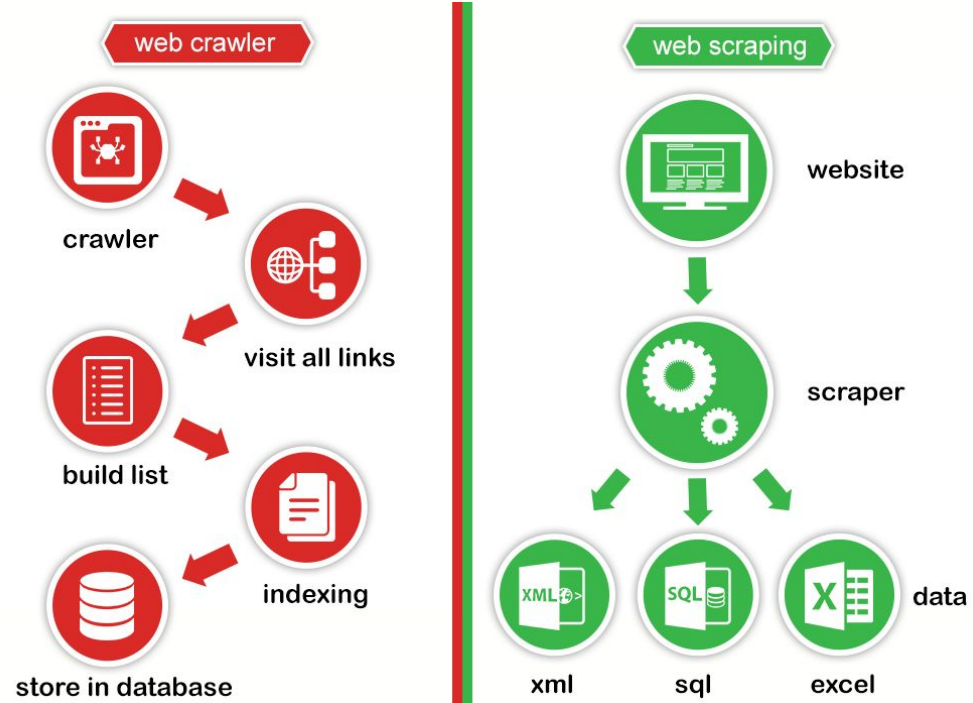 web crawler
crawler
visit all links
build list
indexing
store in database
web scraping
website
scraper
XML
SQL
X
data
xml
sql
excel